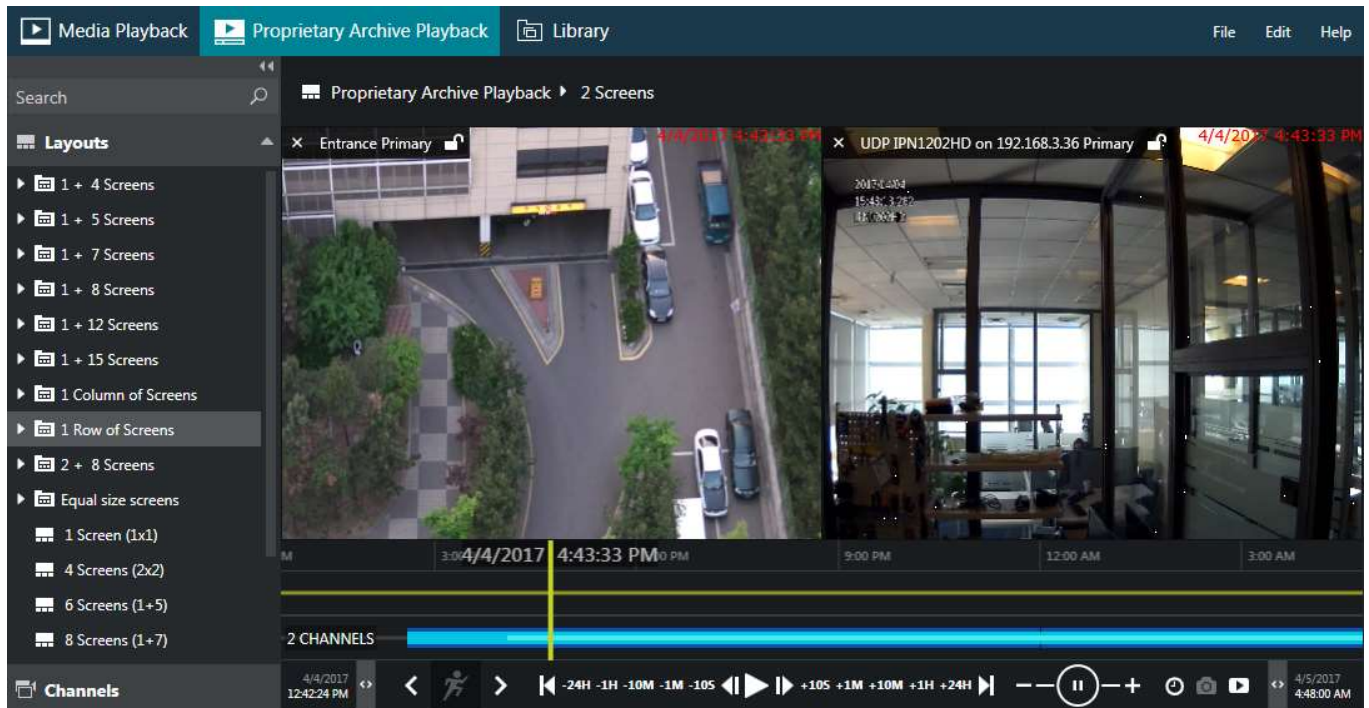 Media Playback
Proprietary Archive Playback
Library
File Edit Help
Search
Proprietary Archive Playback 2 Screens
Layouts
Entrance Primary
4/4/2017 4:42:33 PM
UDP IPN1202HD on 192.168.3.36 Primary
4/4/2017 4:43:33 PM
1 + 4 Screens
1 + 5 Screens
1 + 7 Screens
1 + 8 Screens
1 + 12 Screens
1 + 15 Screens
1 Column of Screens
1 Row of Screens
2 + 8 Screens
Equal size screens
1 Screen (1x1)
4 Screens (2x2)
6 Screens (1+5)
8 Screens (1+7)
Channels
4/4/2017 4:43:33 PM
9:00 PM
12:00 AM
3:00 AM
2 CHANNELS
4/4/2017
12:42:24 PM
-24H -1H -10M -1M -10S
+10S +1M +10M +1H +24H
4/5/2017
4:48:00 AM